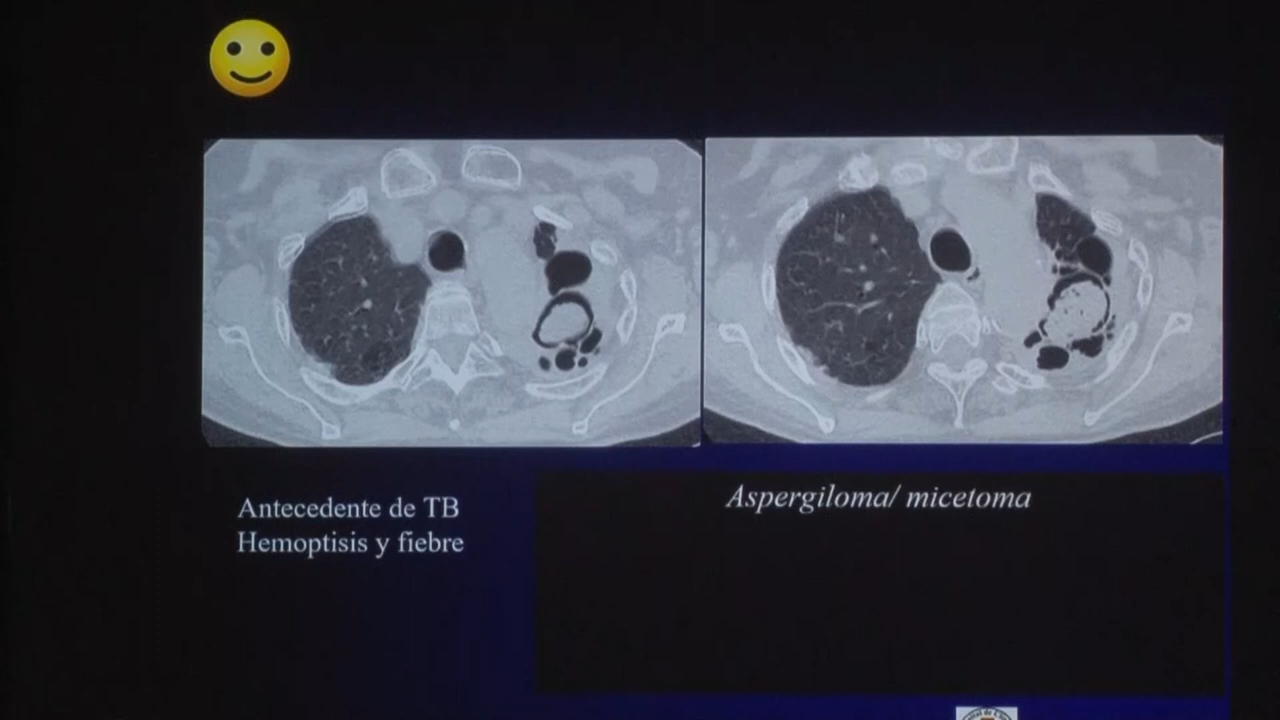 Antecedente de TB
Hemoptisis y fiebre
Aspergiloma/ micetoma